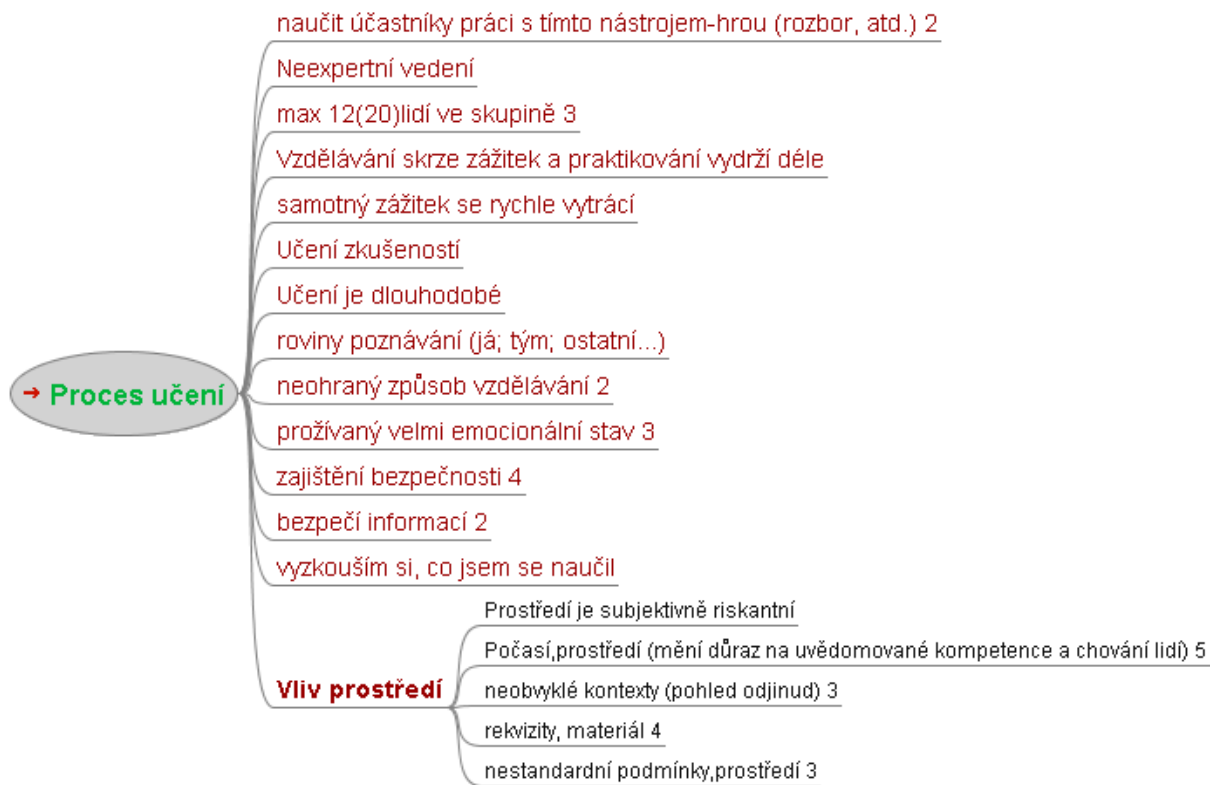 naučit účastníky práci s tímto nástrojem-hrou (rozbor, atd.) 2
Neexpertní vedení
max 12(20)lidí ve skupině 3
Vzdělávání skrze zážitek a praktikování vydrží déle
samotný zážitek se rychle vytrácí
Učení zkušeností
Učení je dlouhodobé
roviny poznávání (já; tým; ostatní...)
→ Proces učení
neohraný způsob vzdělávání 2
prožívaný velmi emocionální stav 3
zajištění bezpečnosti 4
bezpečí informací 2
vyzkouším si, co jsem se naučil
Vliv prostředí
Prostředí je subjektivně riskantní
Počasí,prostředí (mění důraz na uvědomované kompetence a chování lidí) 5
neobvyklé kontexty (pohled odjinud) 3
rekvizity, materiál 4
nestandardní podmínky,prostředí 3